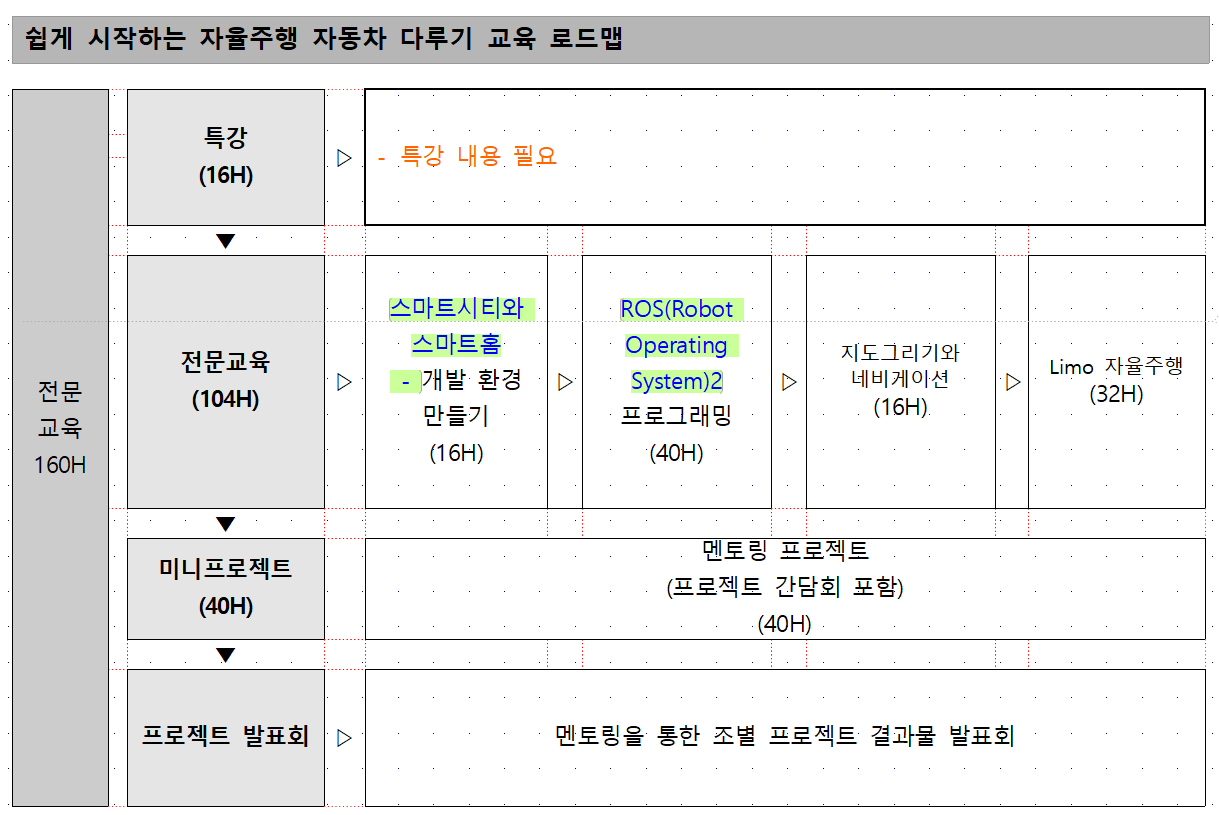 쉽게 시작하는 자율주행 자동차 다루기 교육 로드맵
전문
교육
160H
특강
(16H)
▷
- 특강 내용 필요
▼
전문교육
(104H)
▷
스마트시티와
스마트홈
- 개발 환경
만들기
(16H)
▷
ROS(Robot
Operating
System)2
프로그래밍
(40H)
▷
지도그리기와
네비게이션
(16H)
▷
Limo 자율주행
(32H)
▼
미니프로젝트
(40H)
멘토링 프로젝트
(프로젝트 간담회 포함)
(40H)
▼
프로젝트 발표회
▷
멘토링을 통한 조별 프로젝트 결과물 발표회